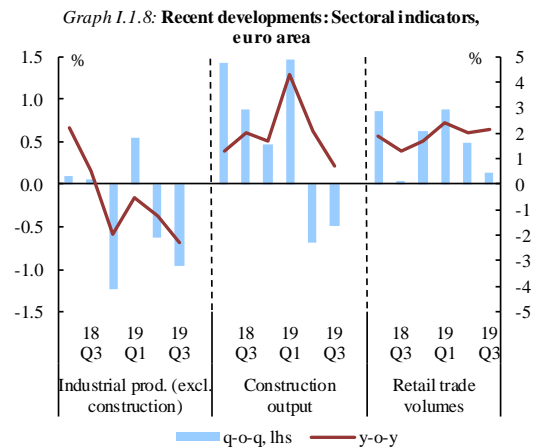 Graph I.1.8: Recent developments: Sectoral indicators,
euro area
% %
1.5 5
4
1.0 3
2
0.5 1
0.0 0
-1
-0.5 -2
-3
-1.0 -4
-1.5 -5
18 19 19 18 19 19 18 19 19
Q3 Q1 Q3 Q3 Q1 Q3 Q3 Q1 Q3
Industrial prod. (excl. Construction Retail trade
construction) output volumes
q-o-q, lhs y-o-y